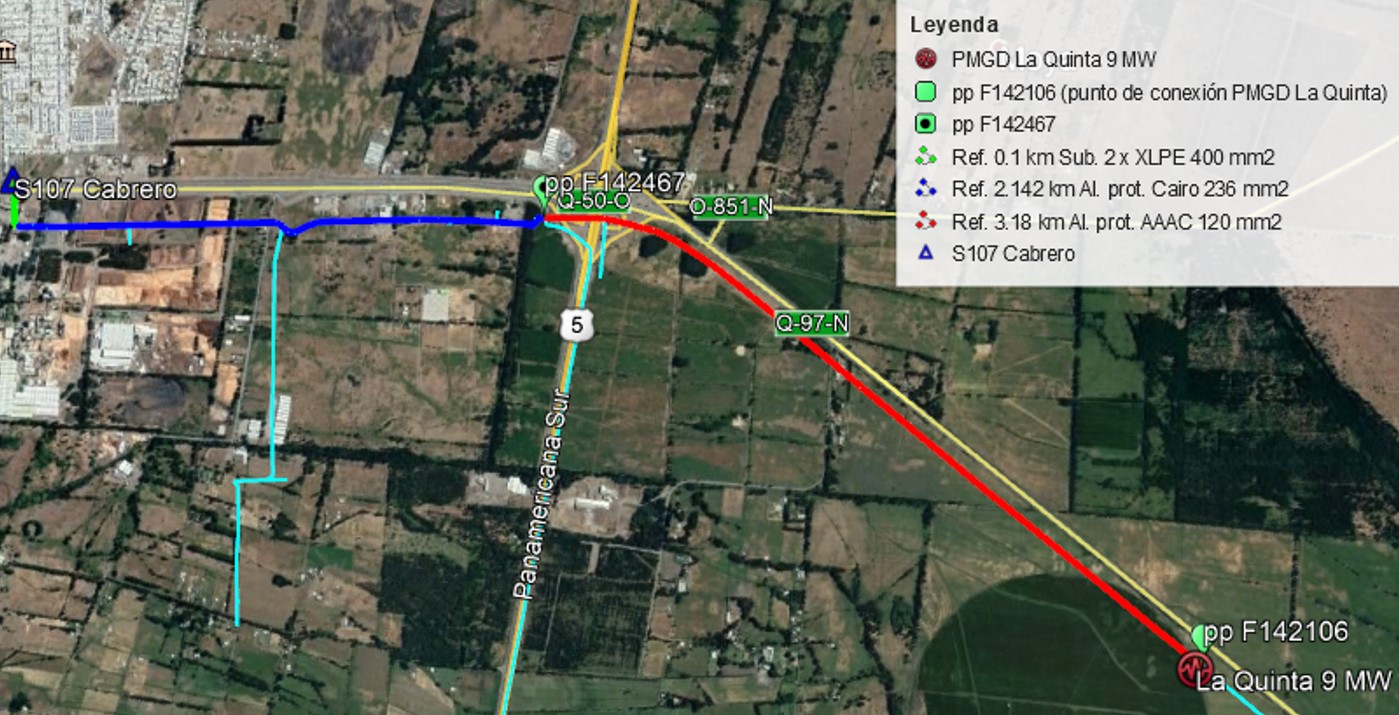 Leyenda
PMGD La Quinta 9 MW
pp F142106 (punto de conexión PMGD La Quinta)
pp F142467
Ref. 0.1 km Sub. 2 x XLPE 400 mm2
Ref. 2.142 km Al. prot. Cairo 236 mm2
Ref. 3.18 km Al. prot. AAAC 120 mm2
S107 Cabrero
S107 Cabrero
pp F142467
Q-50-O
O-851-N
Q-97-N
5
Panamericana Sur
pp F142106
La Quinta 9 MW